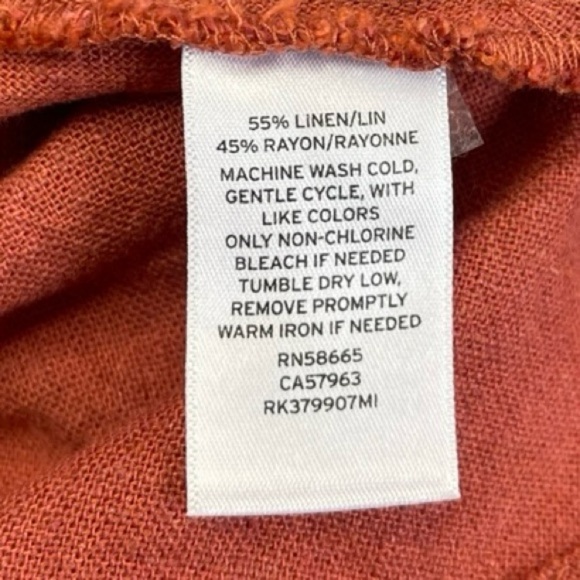 55% LINEN/LIN
45% RAYON/RAYONNE
MACHINE WASH COLD,
GENTLE CYCLE, WITH
LIKE COLORS
ONLY NON-CHLORINE
BLEACH IF NEEDED
TUMBLE DRY LOW,
REMOVE PROMPTLY
WARM IRON IF NEEDED
RN58665
CA57963
RK379907MI